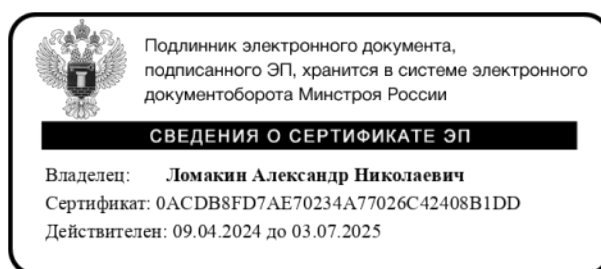 Подлинник электронного документа,
подписанного ЭП, хранится в системе электронного
документооборота Минстроя России
СВЕДЕНИЯ О СЕРТИФИКАТЕ ЭП
Владелец: Ломакин Александр Николаевич
Сертификат: 0ACDB8FD7AE70234A77026C42408B1DD
Действителен: 09.04.2024 до 03.07.2025